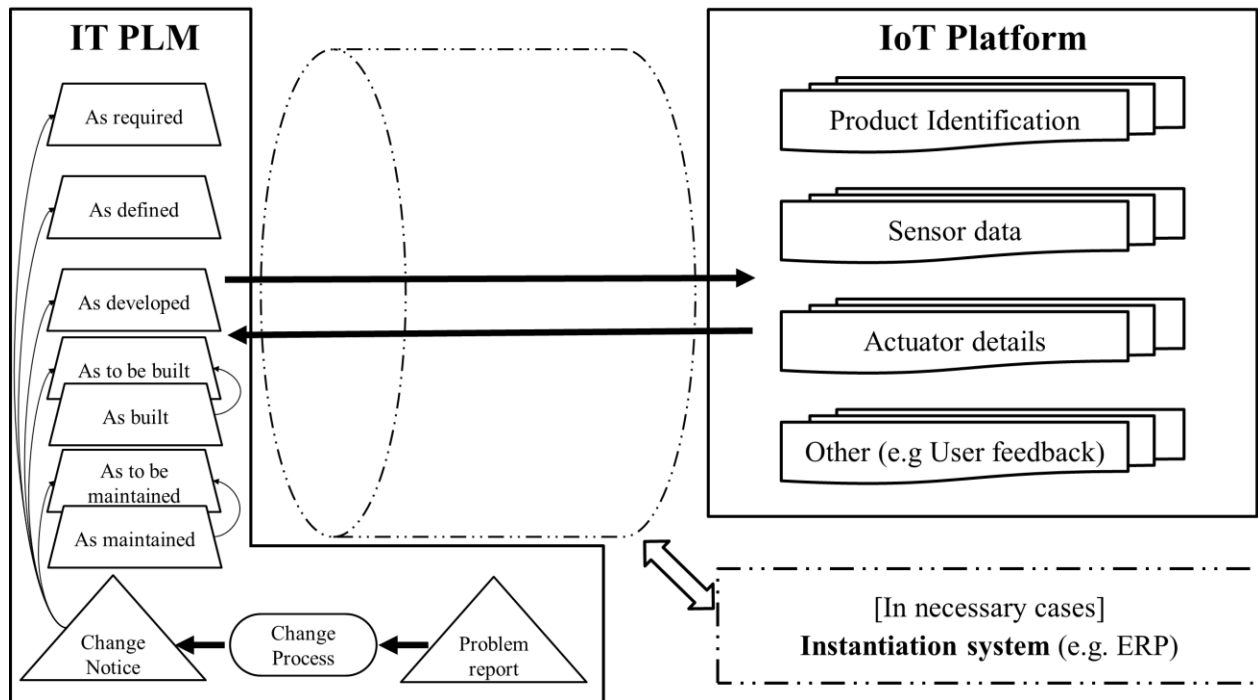 IT PLM
As required
As defined
As developed
As to be built
As built
As to be
maintained
As maintained
Change
Notice
Change
Process
Problem
report
IoT Platform
Product Identification
Sensor data
Actuator details
Other (e.g User feedback)
[In necessary cases]
Instantiation system (e.g. ERP)